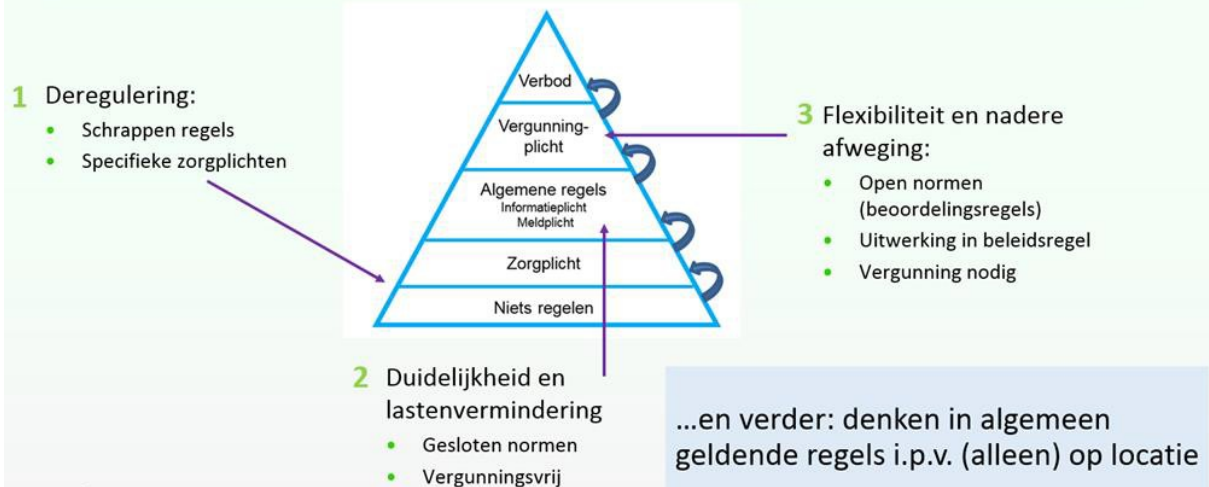 1 Deregulering:
• Schrappen regels
• Specifieke zorgplichten
Verbod
Vergunning-
plicht
Algemene regels
Informatieplicht
Meldplicht
Zorgplicht
Niets regelen
3 Flexibiliteit en nadere
afweging:
• Open normen
(beoordelingsregels)
• Uitwerking in beleidsregel
• Vergunning nodig
2 Duidelijkheid en
lastenvermindering
• Gesloten normen
• Vergunningsvrij
...en verder: denken in algemeen
geldende regels i.p.v. (alleen) op locatie